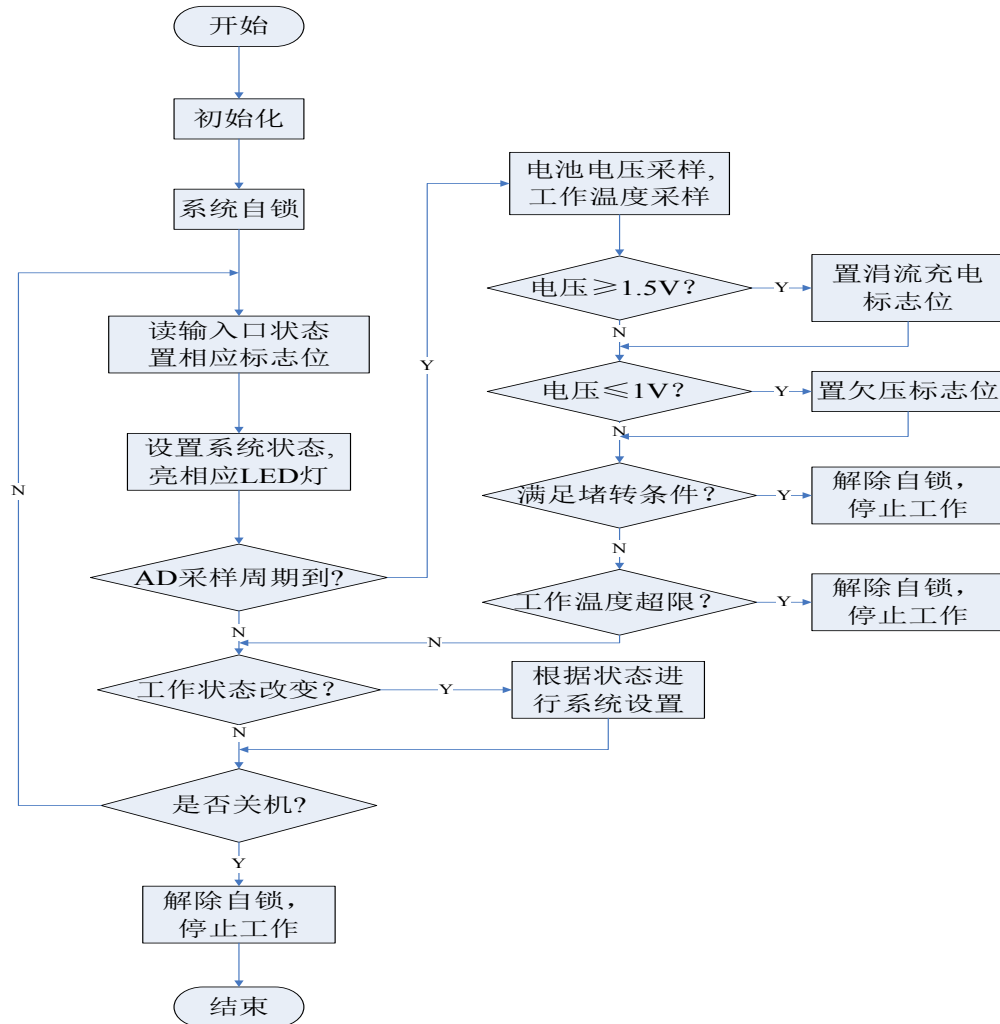 开始
初始化
系统自锁
读输入口状态
置相应标志位
设置系统状态,
亮相应LED灯
AD采样周期到?
Y
N
电池电压采样,
工作温度采样
电压≥1.5V?
Y
置涓流充电
标志位
N
电压≤1V?
Y
置欠压标志位
N
满足堵转条件?
Y
解除自锁，
停止工作
N
工作温度超限?
Y
解除自锁，
停止工作
N
工作状态改变?
Y
根据状态进
行系统设置
N
是否关机?
N
Y
解除自锁，
停止工作
结束